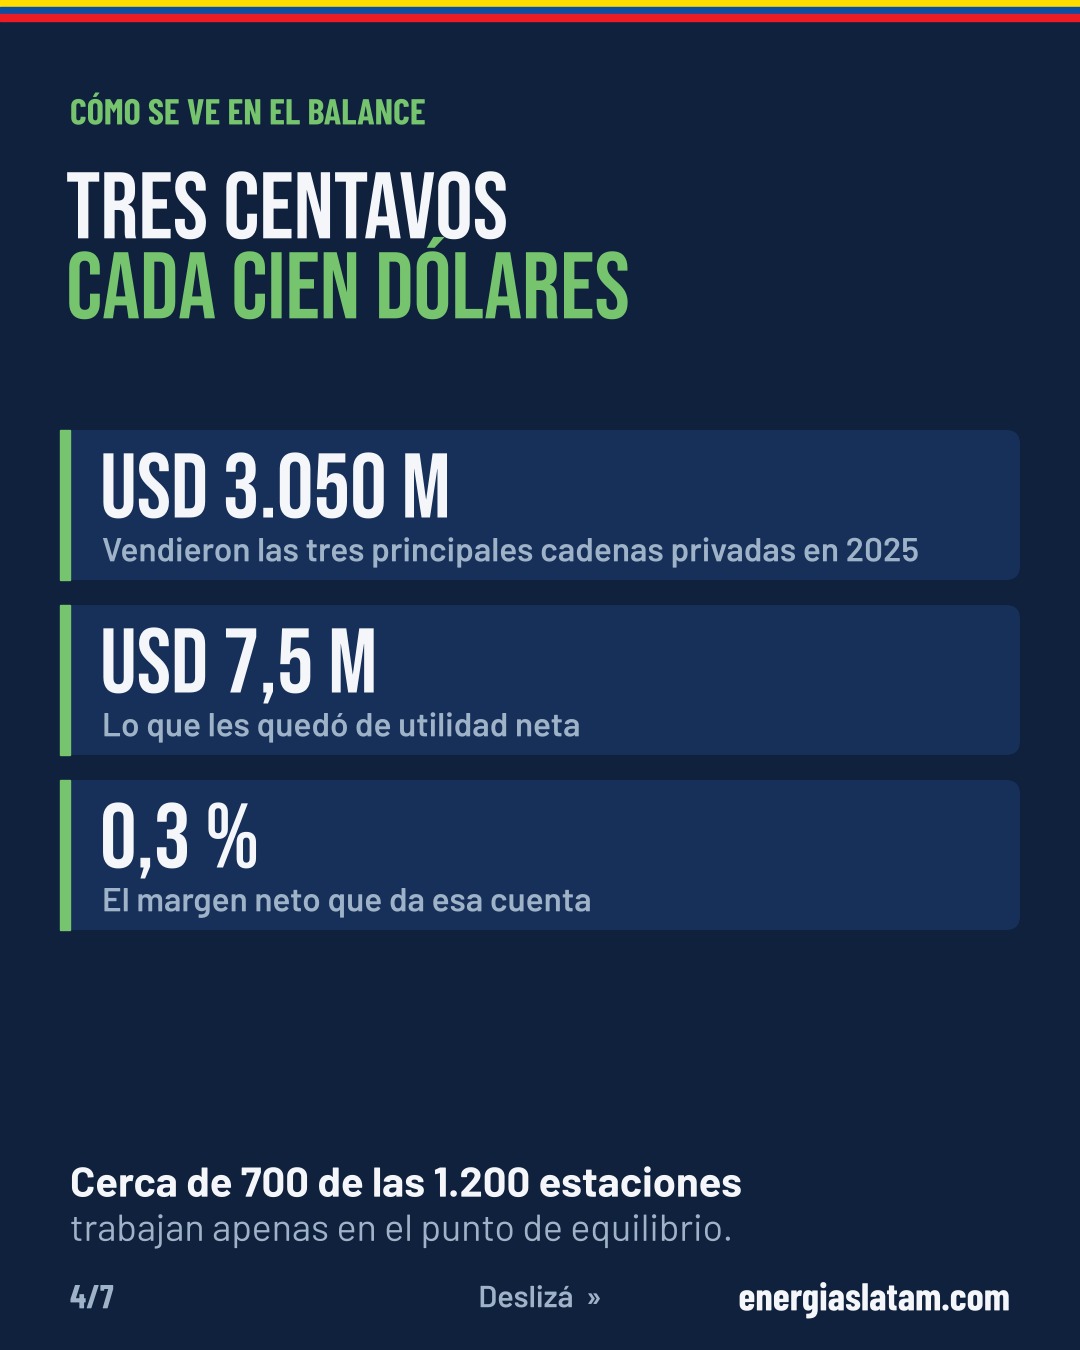 CÓMO SE VE EN EL BALANCE
TRES CENTAVOS
CADA CIEN DÓLARES
USD 3.050 M
Vendieron las tres principales cadenas privadas en 2025
USD 7,5 M
Lo que les quedó de utilidad neta
0,3 %
El margen neto que da esa cuenta
Cerca de 700 de las 1.200 estaciones
trabajan apenas en el punto de equilibrio.
4/7
Deslizá »
energiaslatam.com